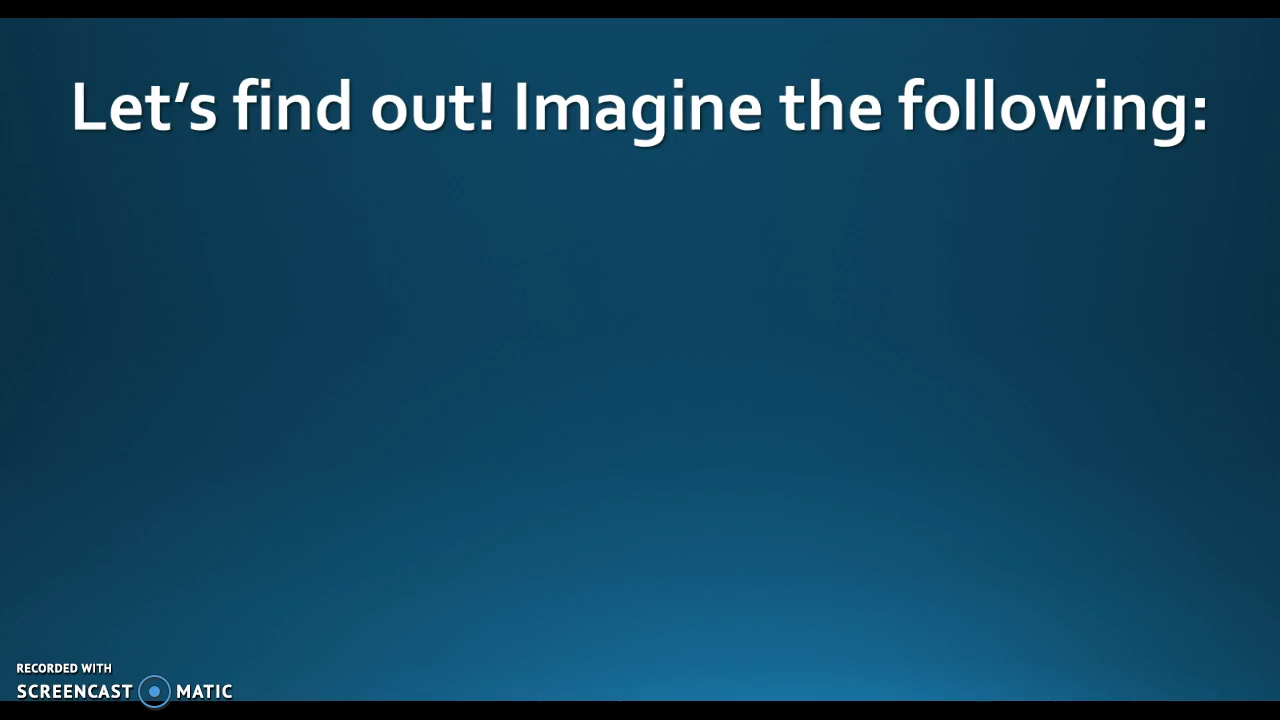 Let’s find out! Imagine the following:
RECORDED WITH
SCREENCAST MATIC